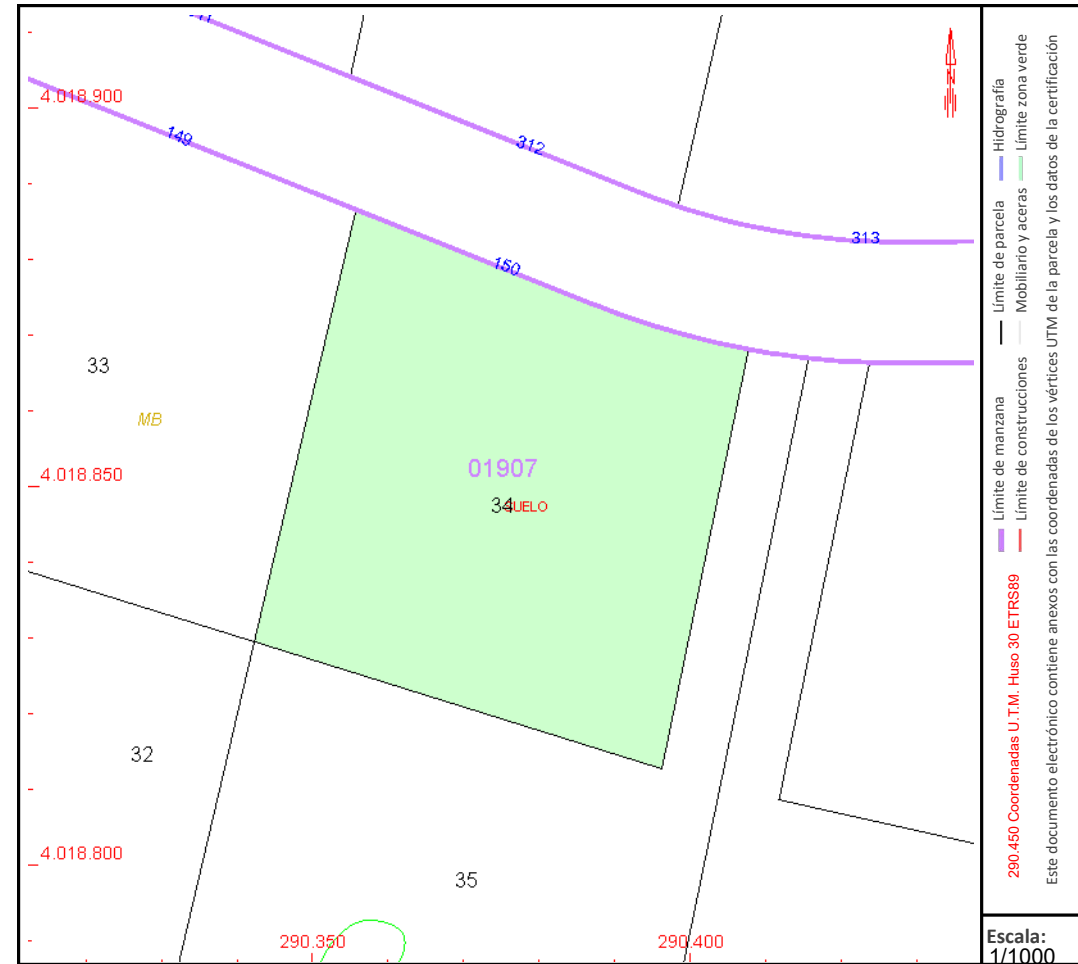 4.018.900
149
312
313
150
33
MB
4.018.850
01907
34
SUELO
32
4.018.800
35
290.350
290.400
N
Límite de manzana
Límite de parcela
Hidrografía
Límite de construcciones
Mobiliario y aceras
Límite zona verde
290.450 Coordenadas U.T.M. Huso 30 ETRS89
Este documento electrónico contiene anexos con las coordenadas de los vértices UTM de la parcela y los datos de la certificación
Escala:
1/1000